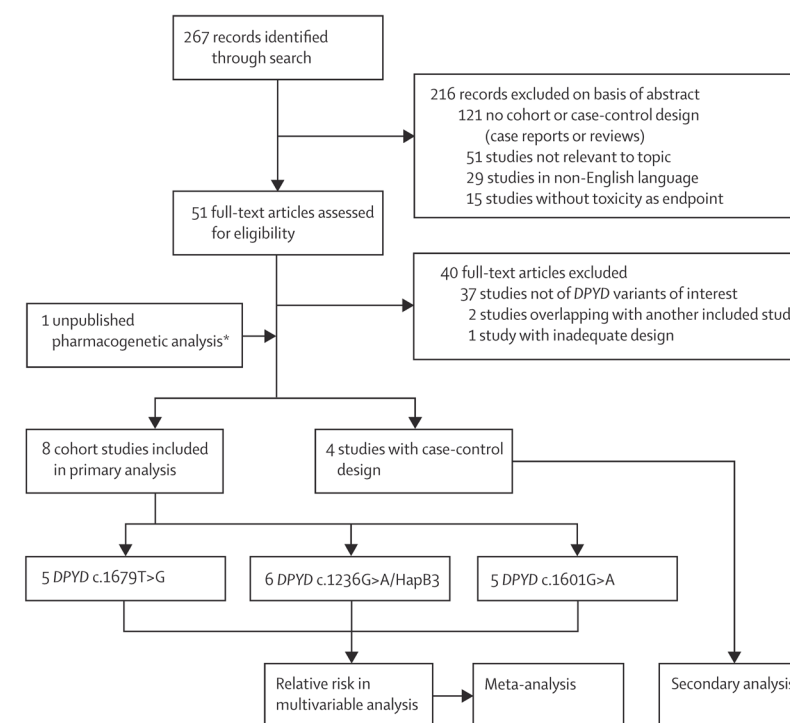 267 records identified
through search
216 records excluded on basis of abstract
121 no cohort or case-control design
(case reports or reviews)
51 studies not relevant to topic
29 studies in non-English language
15 studies without toxicity as endpoint
51 full-text articles assessed
for eligibility
40 full-text articles excluded
37 studies not of DPYD variants of interest
2 studies overlapping with another included stud
1 study with inadequate design
1 unpublished
pharmacogenetic analysis*
8 cohort studies included
in primary analysis
4 studies with case-control
design
5 DPYD c.1679T>G
6 DPYD c.1236G>A/HapB3
5 DPYD c.1601G>A
Relative risk in
multivariable analysis
Meta-analysis
Secondary analysis